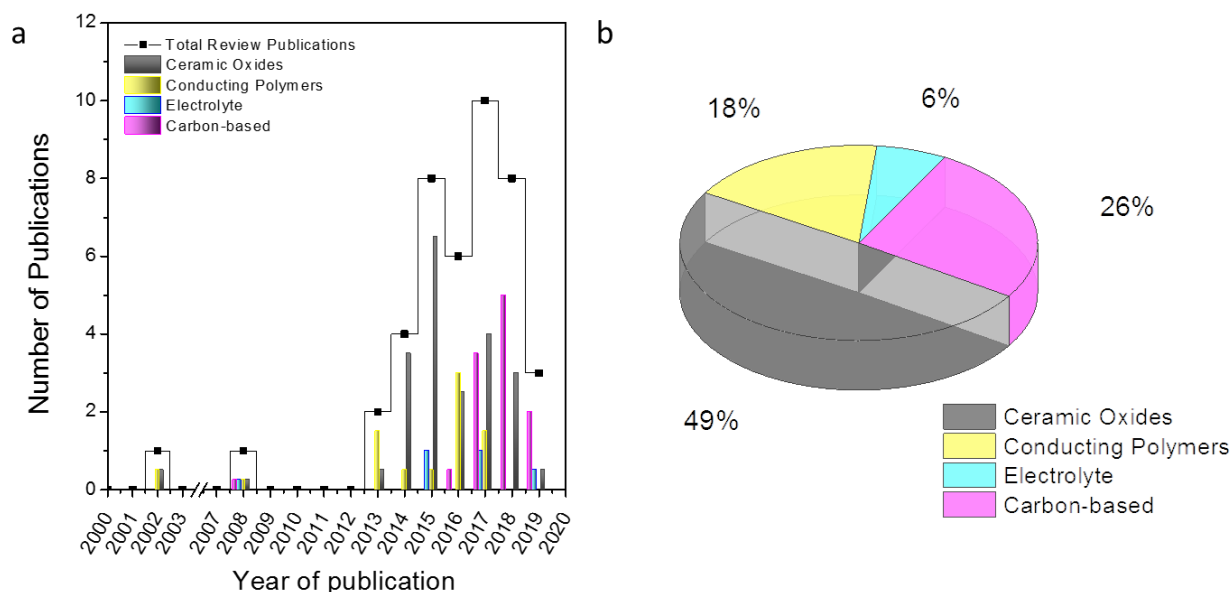 a
12
10
8
6
4
2
0
Number of Publications
Total Review Publications
Ceramic Oxides
Conducting Polymers
Electrolyte
Carbon-based
2000
2001
2002
2003
2007
2008
2009
2010
2011
2012
2013
2014
2015
2016
2017
2018
2019
2020
Year of publication
b
18%
6%
26%
49%
Ceramic Oxides
Conducting Polymers
Electrolyte
Carbon-based